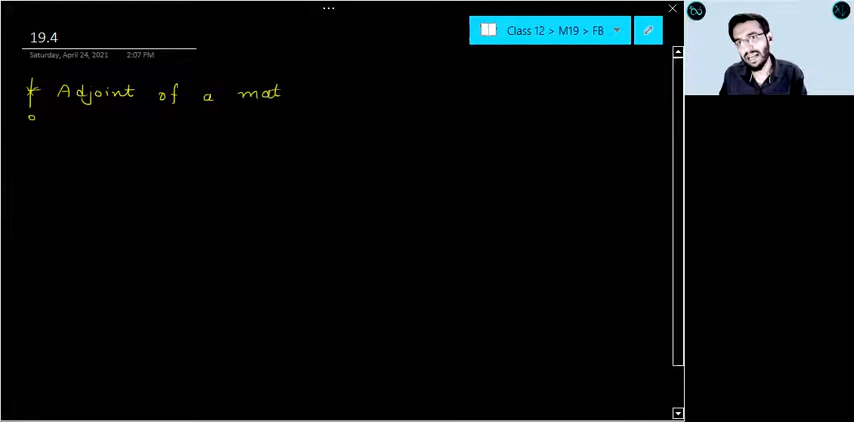 19.4
Class 12 > M19 > FB
Saturday, April 24, 2021 2:07 PM
Adjoint of a mat